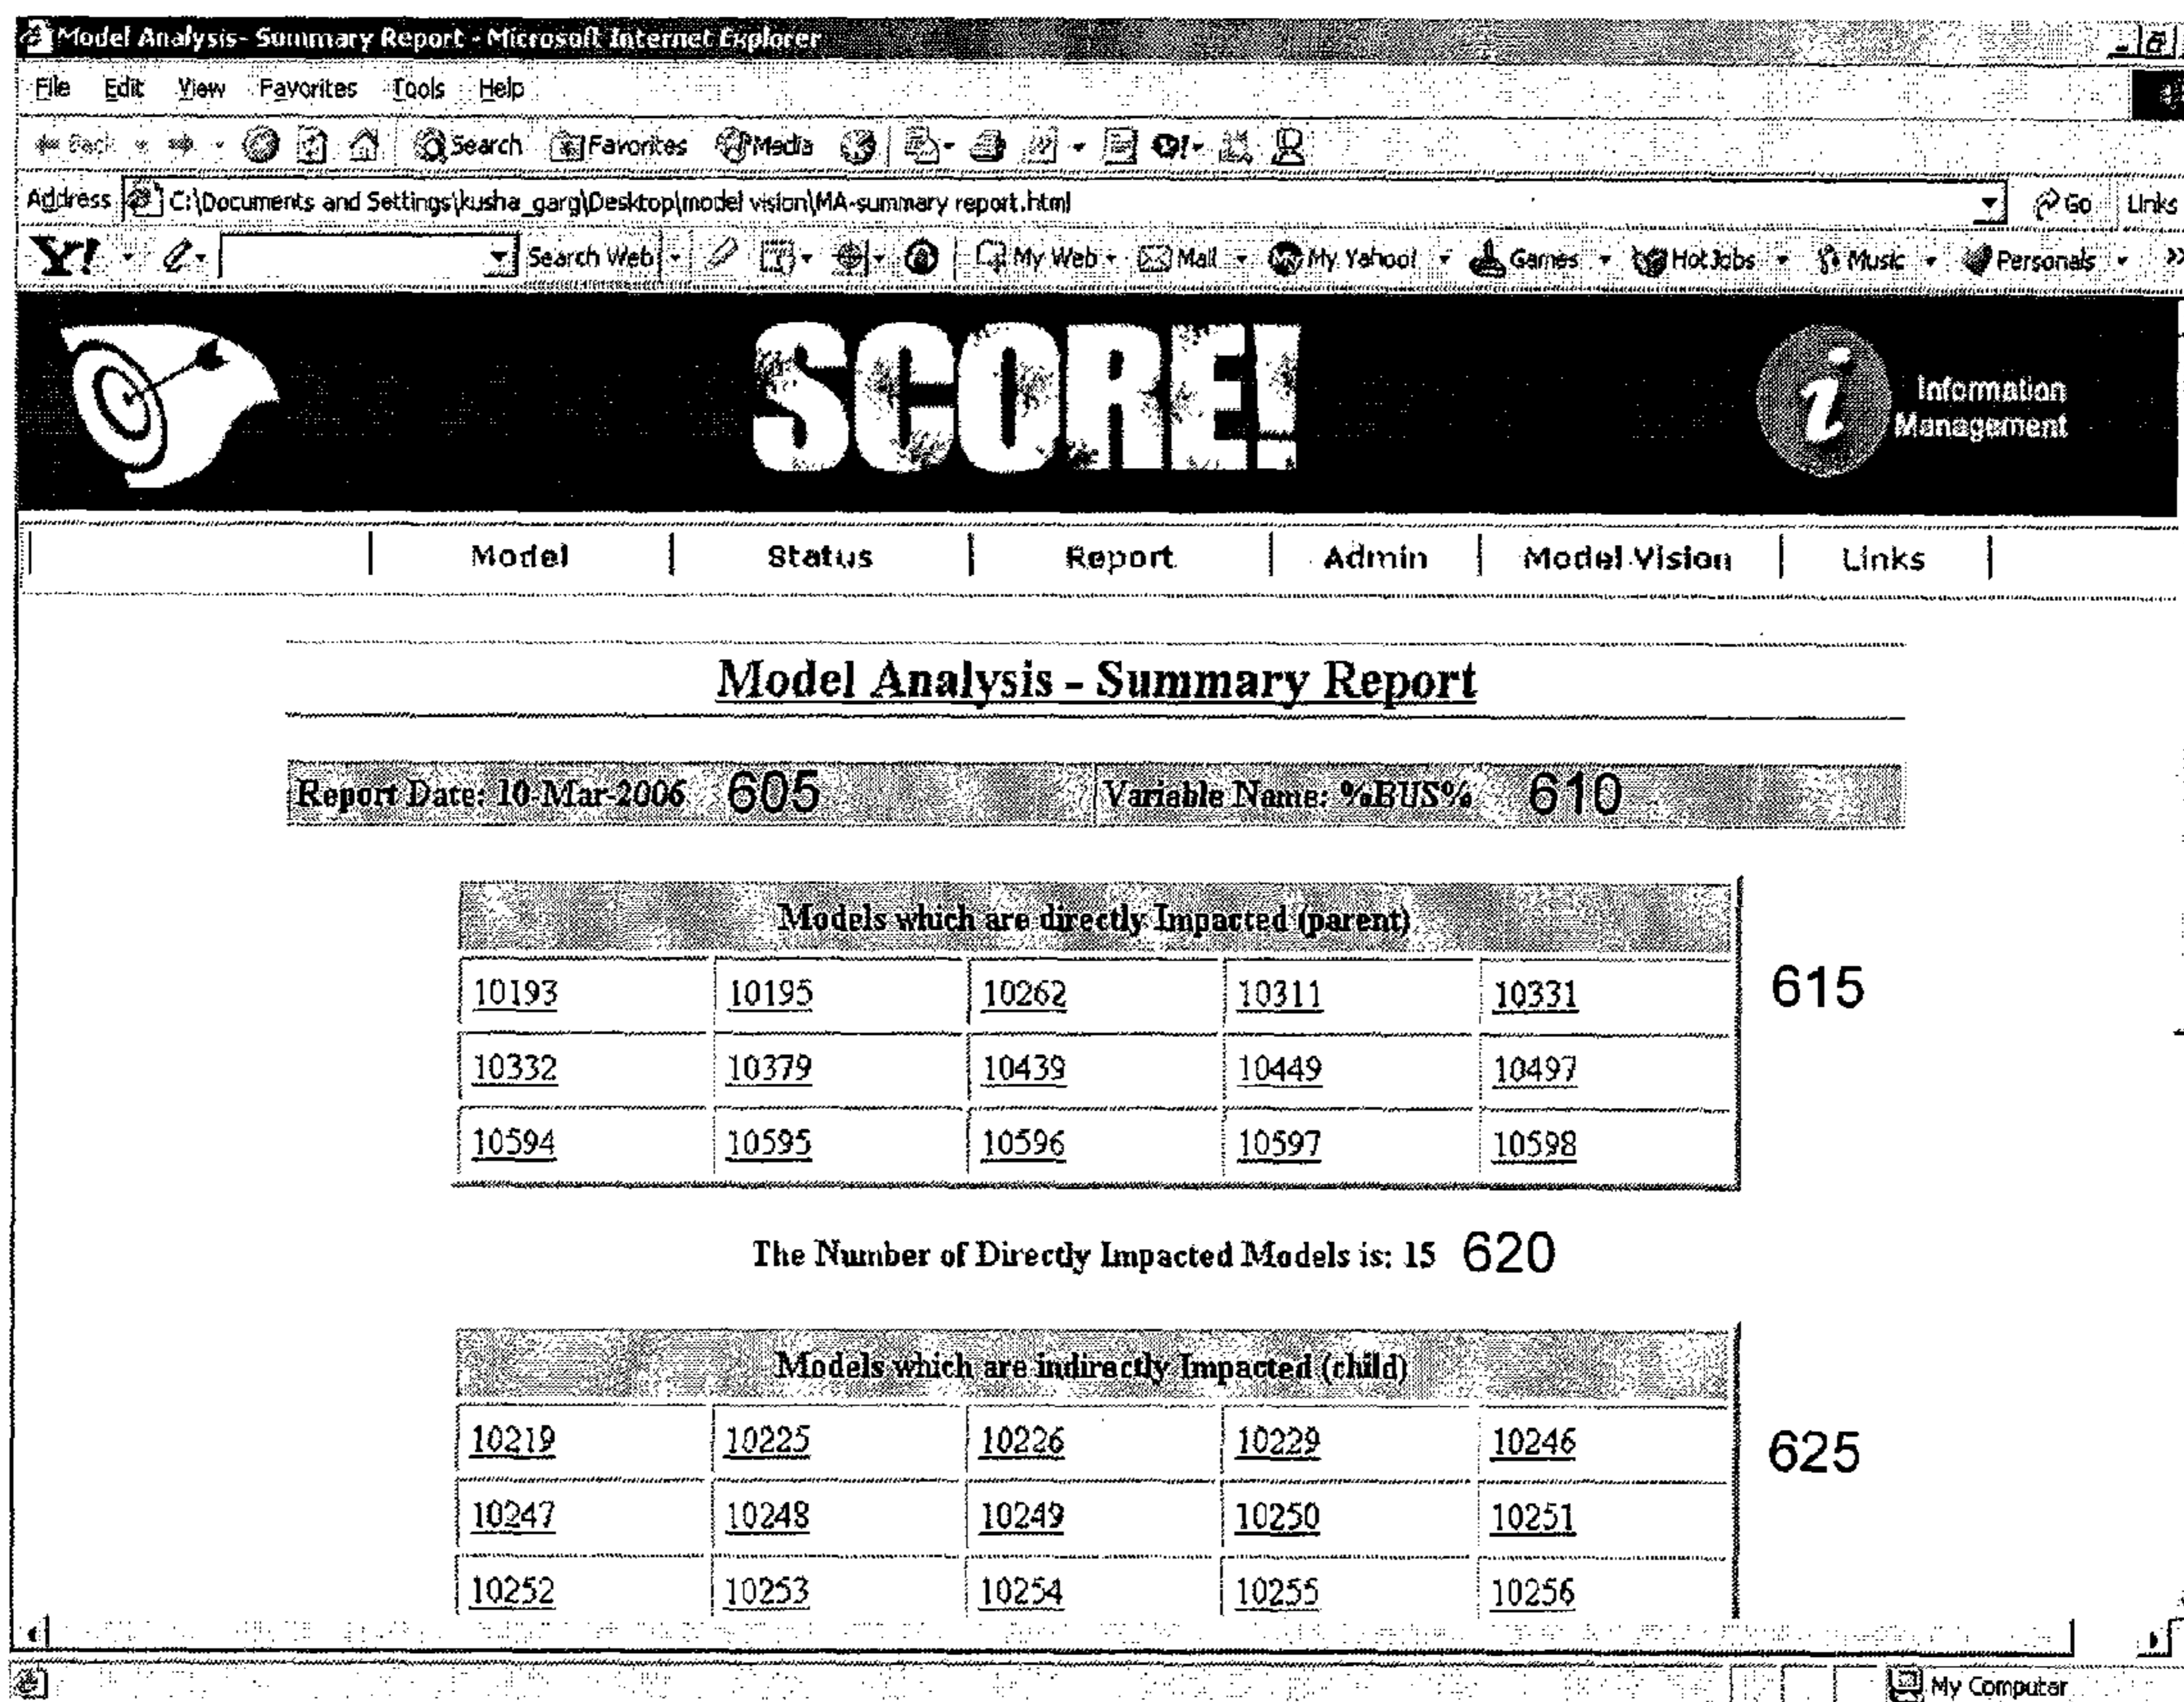 Model Analysis- Summary Report - Microsoft Internet Explorer
File Edit View Favorites Tools Help
Back Search Favorites Media
Address C:\Documents and Settings\kusha_garg\Desktop\model vision\MA-summary report.html Go Links
Y! Search Web My Web Mail My Yahoo! Games HotJobs Music Personals >>
SCORE!
i Information
Management
Model Status Report Admin Model Vision Links
Model Analysis - Summary Report
Report Date: 10-Mar-2006 605 Variable Name: %BUS% 610
Models which are directly Impacted (parent)
10193 10195 10262 10311 10331 615
10332 10379 10439 10449 10497
10594 10595 10596 10597 10598
The Number of Directly Impacted Models is: 15 620
Models which are indirectly Impacted (child)
10219 10225 10226 10229 10246 625
10247 10248 10249 10250 10251
10252 10253 10254 10255 10256
My Computer